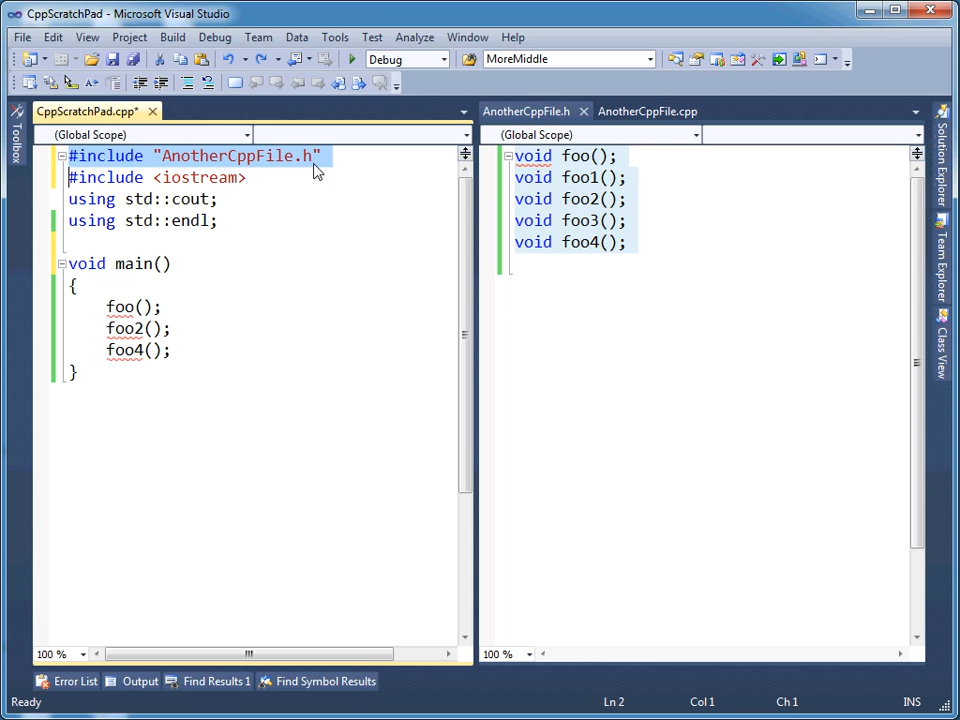 CppScratchPad - Microsoft Visual Studio
File Edit View Project Build Debug Team Data Tools Test Analyze Window Help
Debug MoreMiddle
CppScratchPad.cpp* AnotherCppFile.h AnotherCppFile.cpp
(Global Scope) (Global Scope)
Toolbox
#include "AnotherCppFile.h"
#include <iostream>
using std::cout;
using std::endl;
void main()
{
foo();
foo2();
foo4();
}
void foo();
void foo1();
void foo2();
void foo3();
void foo4();
Solution Explorer
Team Explorer
Class View
100 % 100 %
Error List Output Find Results 1 Find Symbol Results
Ready Ln 2 Col 1 Ch 1 INS